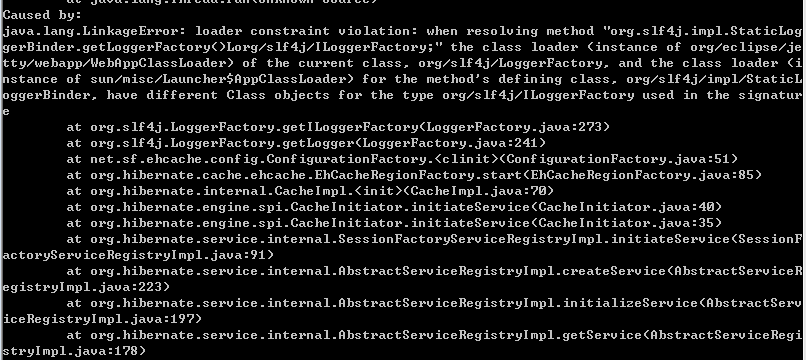 at java.lang.Thread.run(Unknown Source)
Caused by:
java.lang.LinkageError: loader constraint violation: when resolving method "org.slf4j.impl.StaticLog
gerBinder.getLoggerFactory()Lorg/slf4j/ILoggerFactory;" the class loader (instance of org/eclipse/je
tty/webapp/WebAppClassLoader) of the current class, org/slf4j/LoggerFactory, and the class loader (i
nstance of sun/misc/Launcher$AppClassLoader) for the method's defining class, org/slf4j/impl/StaticL
oggerBinder, have different Class objects for the type org/slf4j/ILoggerFactory used in the signatur
e
at org.slf4j.LoggerFactory.getILoggerFactory(LoggerFactory.java:273)
at org.slf4j.LoggerFactory.getLogger(LoggerFactory.java:241)
at net.sf.ehcache.config.ConfigurationFactory.<clinit>(ConfigurationFactory.java:51)
at org.hibernate.cache.ehcache.EhCacheRegionFactory.start(EhCacheRegionFactory.java:85)
at org.hibernate.internal.CacheImpl.<init>(CacheImpl.java:70)
at org.hibernate.engine.spi.CacheInitiator.initiateService(CacheInitiator.java:40)
at org.hibernate.engine.spi.CacheInitiator.initiateService(CacheInitiator.java:35)
at org.hibernate.service.internal.SessionFactoryServiceRegistryImpl.initiateService(SessionF
actoryServiceRegistryImpl.java:91)
at org.hibernate.service.internal.AbstractServiceRegistryImpl.createService(AbstractServiceR
egistryImpl.java:223)
at org.hibernate.service.internal.AbstractServiceRegistryImpl.initializeService(AbstractServ
iceRegistryImpl.java:197)
at org.hibernate.service.internal.AbstractServiceRegistryImpl.getService(AbstractServiceRegi
stryImpl.java:178)